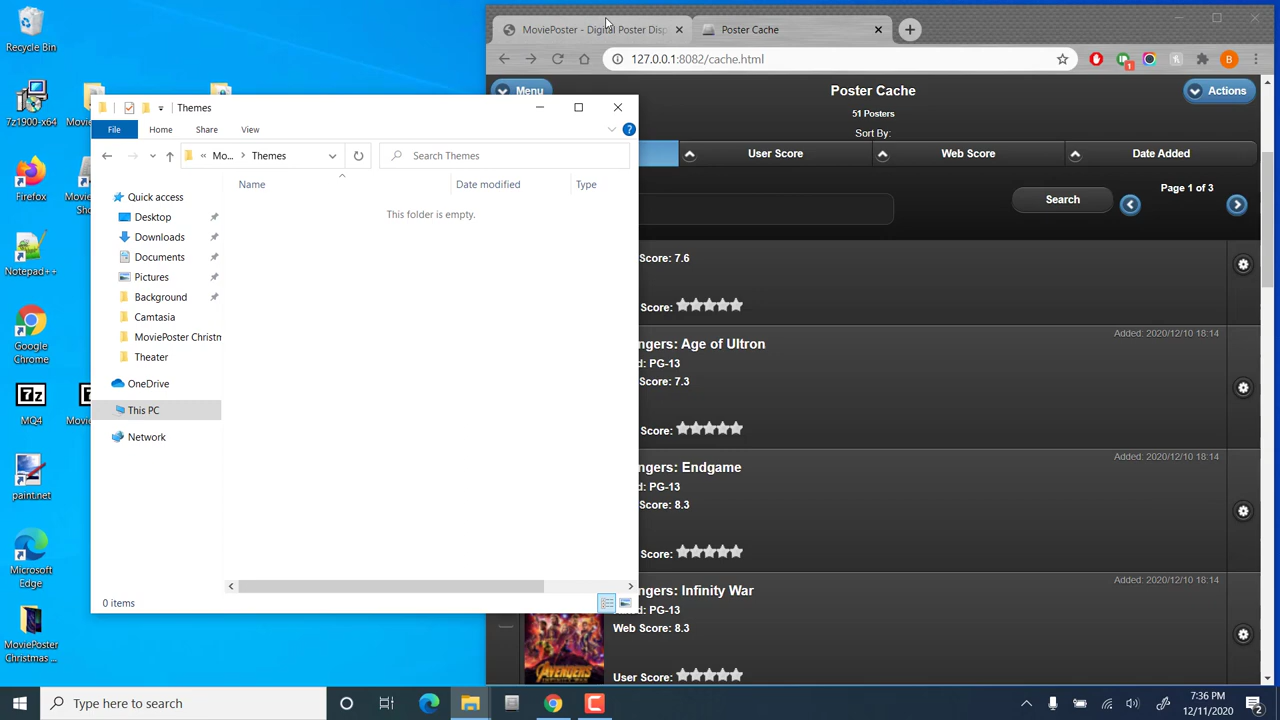 Recycle Bin
7z1900-x64
Firefox
Notepad++
Google
Chrome
MQ4
paint.net
Microsoft
Edge
MoviePoster
Christmas ...
Themes
File
Home
Share
View
Mo...
Themes
Search Themes
Name
Date modified
Type
This folder is empty.
Quick access
Desktop
Downloads
Documents
Pictures
Background
Camtasia
MoviePoster Christm
Theater
OneDrive
This PC
Network
0 items
MoviePoster - Digital Poster Disp
Poster Cache
127.0.0.1:8082/cache.html
B
Menu
Poster Cache
Actions
51 Posters
Sort By:
User Score
Web Score
Date Added
Search
Page 1 of 3
Score: 7.6
Score:
Added: 2020/12/10 18:14
ngers: Age of Ultron
d: PG-13
Score: 7.3
Score:
Added: 2020/12/10 18:14
ngers: Endgame
d: PG-13
Score: 8.3
Score:
Added: 2020/12/10 18:14
ngers: Infinity War
ated: PG-13
Web Score: 8.3
AVENGERS
INFINITY WAR
User Score:
Type here to search
7:36 PM
12/11/2020
2